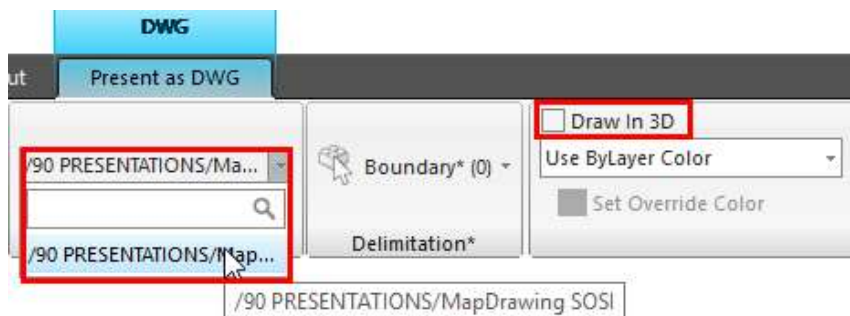 DWG
ut
Present as DWG
/90 PRESENTATIONS/Ma...
Boundary* (0)
Draw In 3D
Use ByLayer Color
Set Override Color
/90 PRESENTATIONS/Map...
Delimitation*
/90 PRESENTATIONS/MapDrawing SOSI